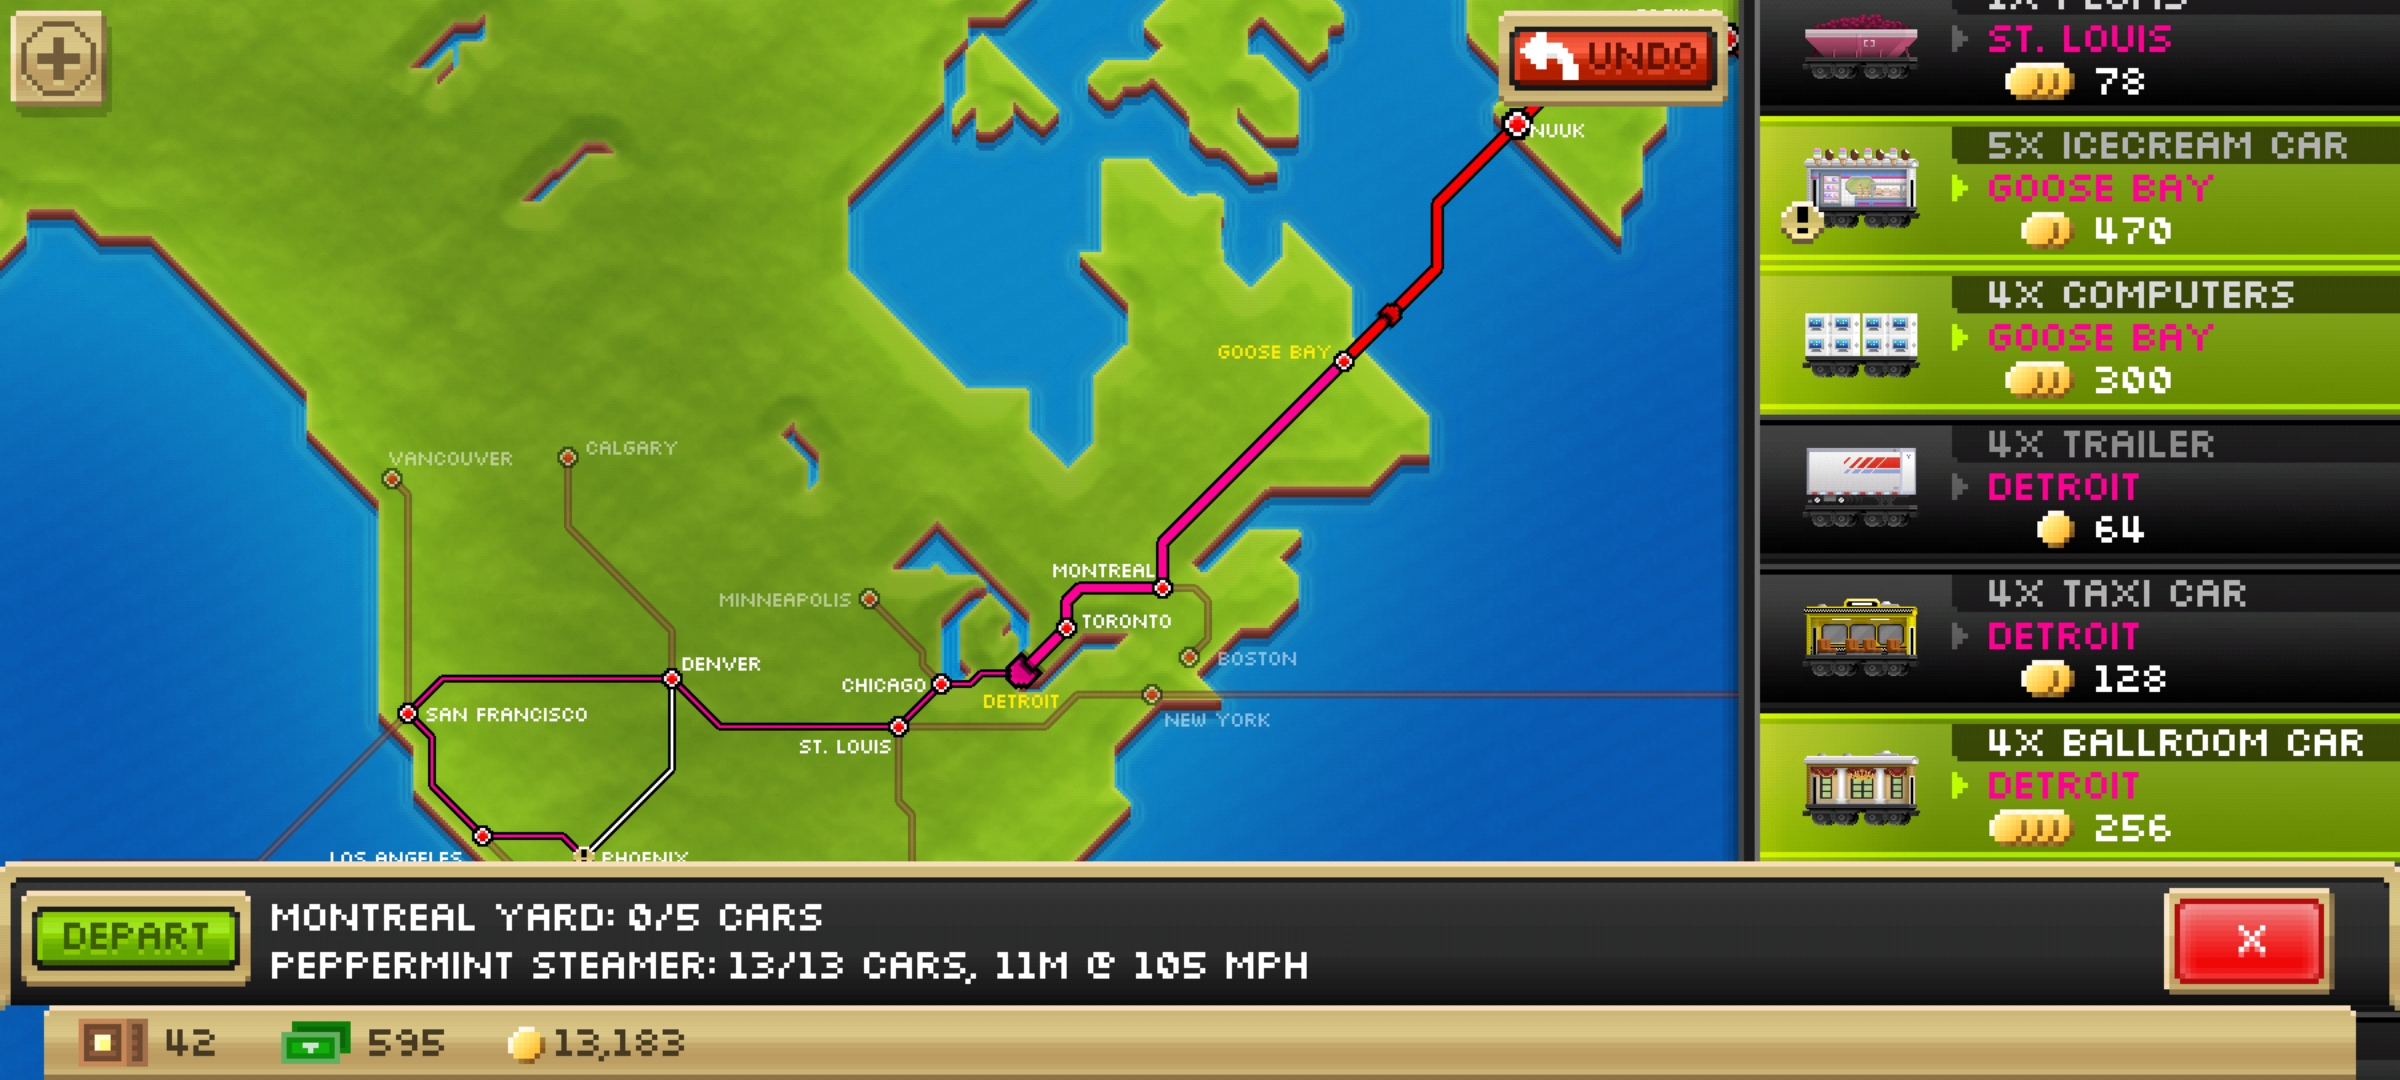 UNDO
NUUK
GOOSE BAY
VANCOUVER
CALGARY
MONTREAL
MINNEAPOLIS
TORONTO
BOSTON
DENVER
CHICAGO
DETROIT
SAN FRANCISCO
NEW YORK
ST. LOUIS
LOS ANGELES
PHOENIX
1X PLUMS
ST. LOUIS
78
5X ICECREAM CAR
GOOSE BAY
470
4X COMPUTERS
GOOSE BAY
300
4X TRAILER
DETROIT
64
4X TAXI CAR
DETROIT
128
4X BALLROOM CAR
DETROIT
256
DEPART
MONTREAL YARD: 0/5 CARS
PEPPERMINT STEAMER: 13/13 CARS, 11M @ 105 MPH
X
42
595
13,183